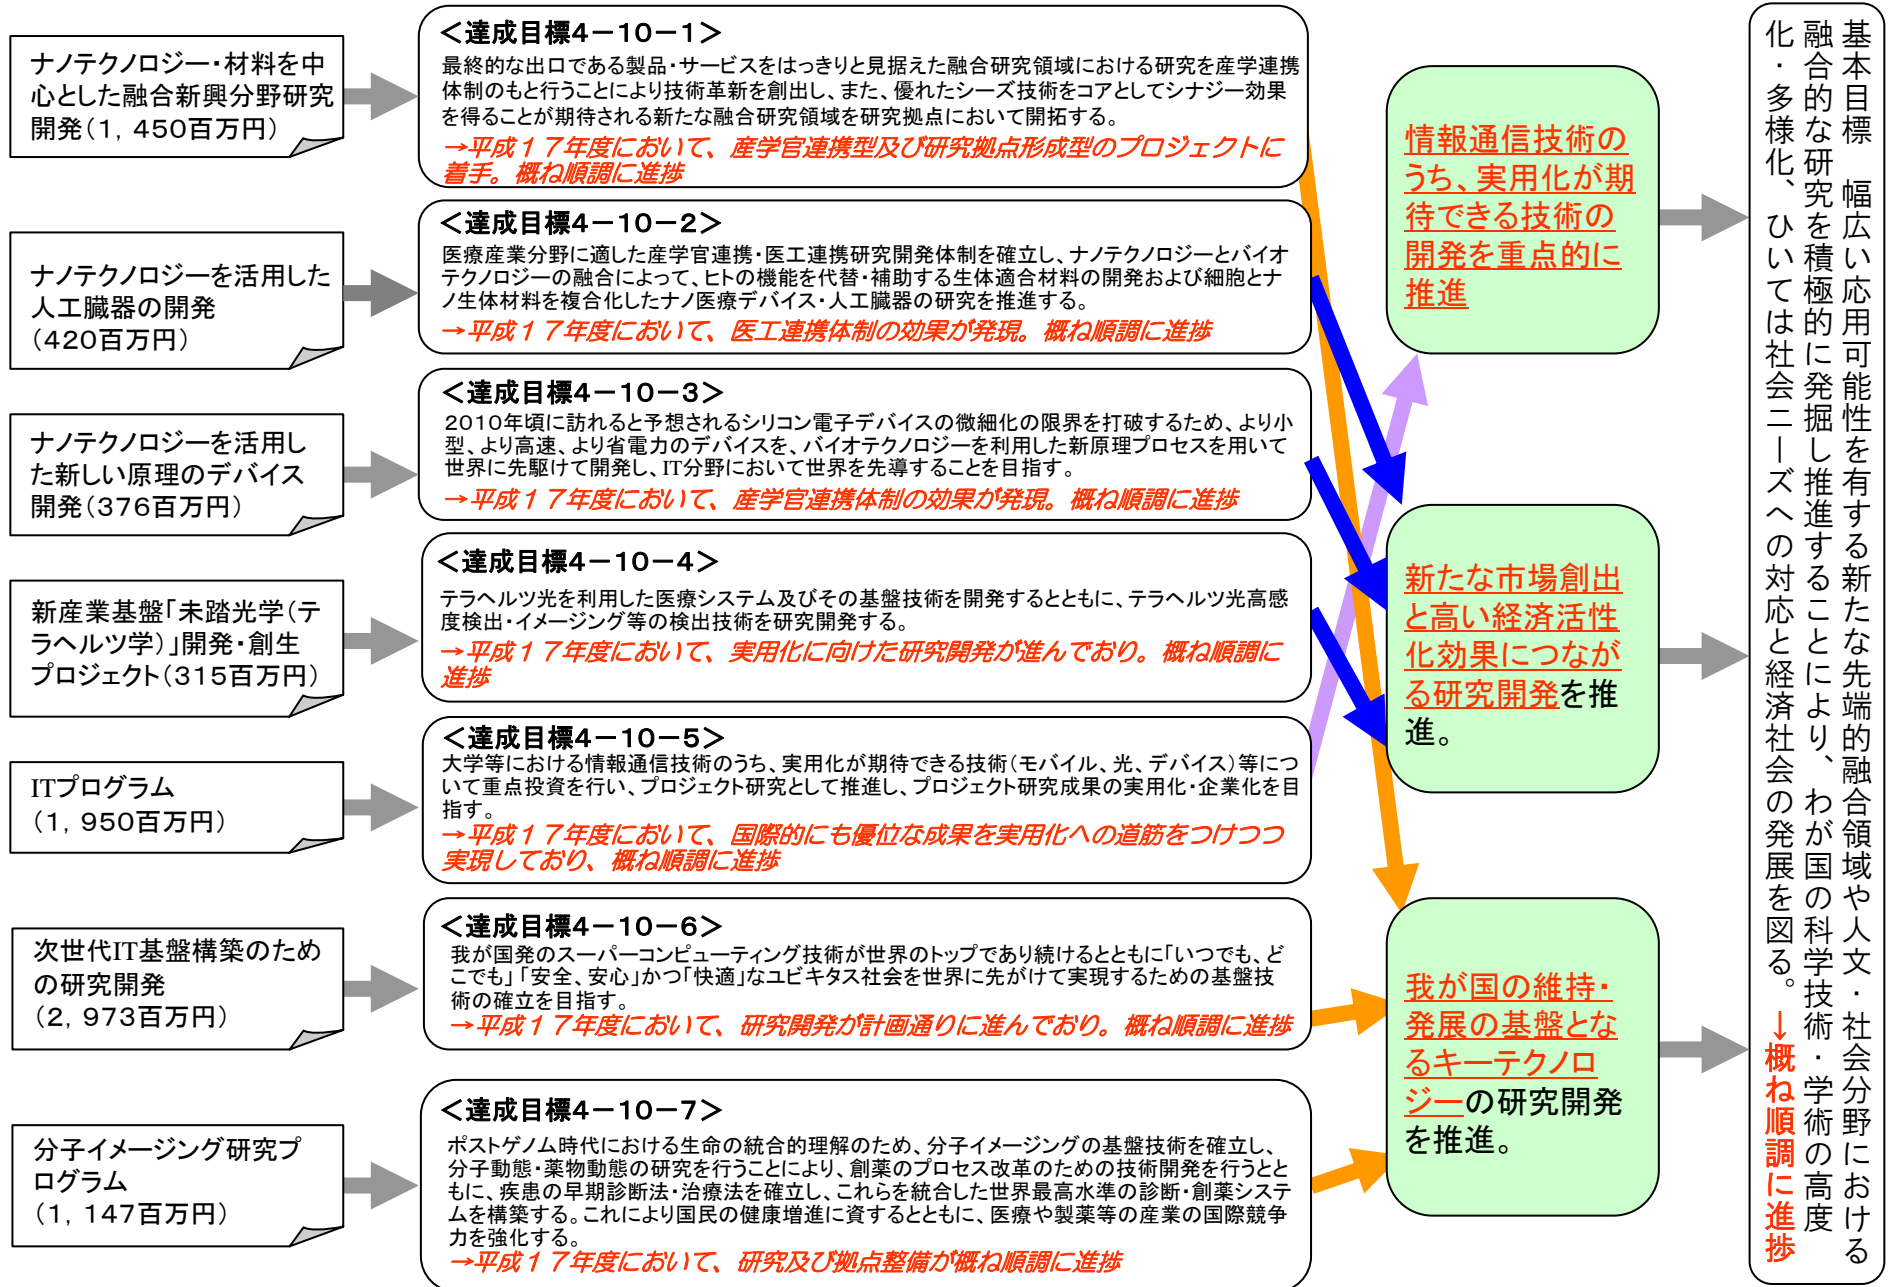 ナノテクノロジー・材料を中
心とした融合新興分野研究
開発(1,450百万円)
＜達成目標4－10－1＞
最終的な出口である製品・サービスをはっきりと見据えた融合研究領域における研究を産学連携
体制のもと行うことにより技術革新を創出し、また、優れたシーズ技術をコアとしてシナジー効果
を得ることが期待される新たな融合研究領域を研究拠点において開拓する。
→平成１７年度において、産学官連携型及び研究拠点形成型のプロジェクトに
着手。概ね順調に進捗
ナノテクノロジーを活用した
人工臓器の開発
(420百万円)
＜達成目標4－10－2＞
医療産業分野に適した産学官連携・医工連携研究開発体制を確立し、ナノテクノロジーとバイオ
テクノロジーの融合によって、ヒトの機能を代替・補助する生体適合材料の開発および細胞とナ
ノ生体材料を複合化したナノ医療デバイス・人工臓器の研究を推進する。
→平成１７年度において、医工連携体制の効果が発現。概ね順調に進捗
ナノテクノロジーを活用し
た新しい原理のデバイス
開発(376百万円)
＜達成目標4－10－3＞
2010年頃に訪れると予想されるシリコン電子デバイスの微細化の限界を打破するため、より小
型、より高速、より省電力のデバイスを、バイオテクノロジーを利用した新原理プロセスを用いて
世界に先駆けて開発し、IT分野において世界を先導することを目指す。
→平成１７年度において、産学官連携体制の効果が発現。概ね順調に進捗
新産業基盤「未踏光学(テ
ラヘルツ学)」開発・創生
プロジェクト(315百万円)
＜達成目標4－10－4＞
テラヘルツ光を利用した医療システム及びその基盤技術を開発するとともに、テラヘルツ光高感
度検出・イメージング等の検出技術を研究開発する。
→平成１７年度において、実用化に向けた研究開発が進んでおり。概ね順調に
進捗
ITプログラム
(1,950百万円)
＜達成目標4－10－5＞
大学等における情報通信技術のうち、実用化が期待できる技術(モバイル、光、デバイス)等につ
いて重点投資を行い、プロジェクト研究として推進し、プロジェクト研究成果の実用化・企業化を目
指す。
→平成１７年度において、国際的にも優位な成果を実用化への道筋をつけつつ
実現しており、概ね順調に進捗
次世代IT基盤構築のため
の研究開発
(2,973百万円)
＜達成目標4－10－6＞
我が国発のスーパーコンピューティング技術が世界のトップであり続けるとともに「いつでも、ど
こでも」「安全、安心」かつ「快適」なユビキタス社会を世界に先がけて実現するための基盤技
術の確立を目指す。
→平成１７年度において、研究開発が計画通りに進んでおり。概ね順調に進捗
分子イメージング研究プ
ログラム
(1,147百万円)
＜達成目標4－10－7＞
ポストゲノム時代における生命の統合的理解のため、分子イメージングの基盤技術を確立し、
分子動態・薬物動態の研究を行うことにより、創薬のプロセス改革のための技術開発を行うとと
もに、疾患の早期診断法・治療法を確立し、これらを統合した世界最高水準の診断・創薬システ
ムを構築する。これにより国民の健康増進に資するとともに、医療や製薬等の産業の国際競争
力を強化する。
→平成１７年度において、研究及び拠点整備が概ね順調に進捗
情報通信技術の
うち、実用化が期
待できる技術の
開発を重点的に
推進
新たな市場創出
と高い経済活性
化効果につなが
る研究開発を推
進。
我が国の維持・
発展の基盤とな
るキーテクノロ
ジーの研究開発
を推進。
基本目標　幅広い応用可能性を有する新たな先端的融合領域や人文・社会分野における
融合的な研究を積極的に発掘し推進することにより、わが国の科学技術・学術の高度
化・多様化、ひいては社会ニーズへの対応と経済社会の発展を図る。→概ね順調に進捗